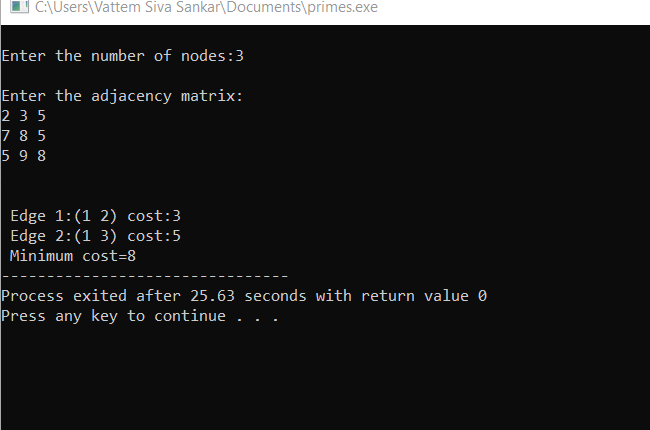 C:\Users\Vattem Siva Sankar\Documents\primes.exe
Enter the number of nodes:3
Enter the adjacency matrix:
2 3 5
7 8 5
5 9 8
Edge 1:(1 2) cost:3
Edge 2:(1 3) cost:5
Minimum cost=8
--------------------------------
Process exited after 25.63 seconds with return value 0
Press any key to continue . . .